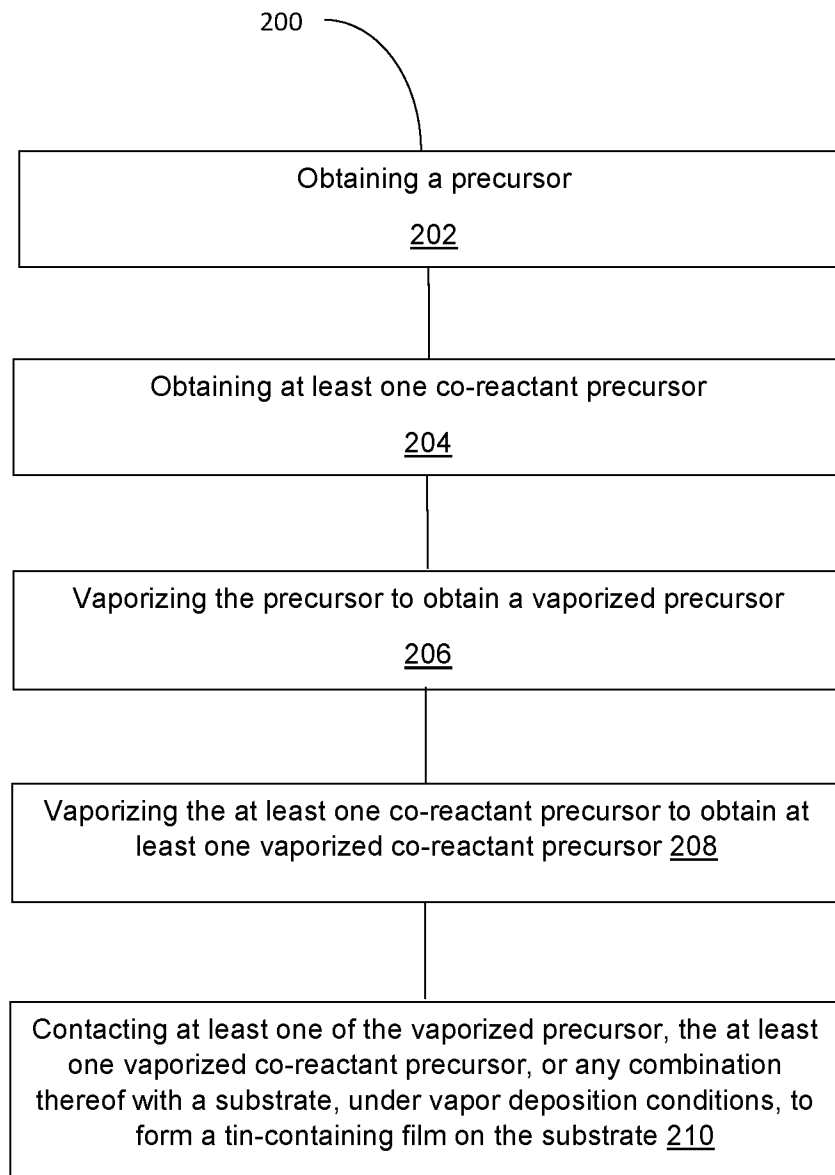 200
Obtaining a precursor
202
Obtaining at least one co-reactant precursor
204
Vaporizing the precursor to obtain a vaporized precursor
206
Vaporizing the at least one co-reactant precursor to obtain at
least one vaporized co-reactant precursor 208
Contacting at least one of the vaporized precursor, the at least
one vaporized co-reactant precursor, or any combination
thereof with a substrate, under vapor deposition conditions, to
form a tin-containing film on the substrate 210